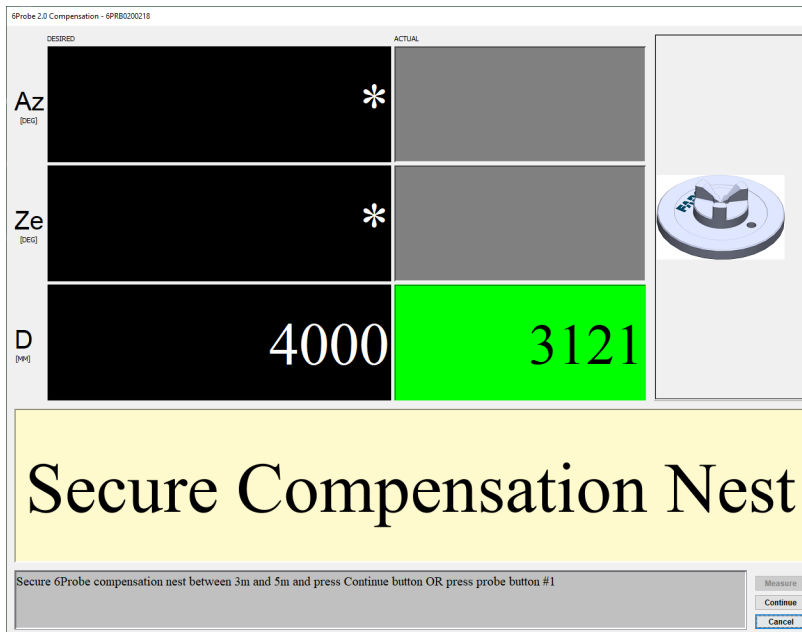 6Probe 2.0 Compensation - 6PRB0200218
DESIRED ACTUAL
Az
[DEG]
*
Ze
[DEG]
*
D
[MM]
4000 3121
Secure Compensation Nest
Secure 6Probe compensation nest between 3m and 5m and press Continue button OR press probe button #1
Measure
Continue
Cancel